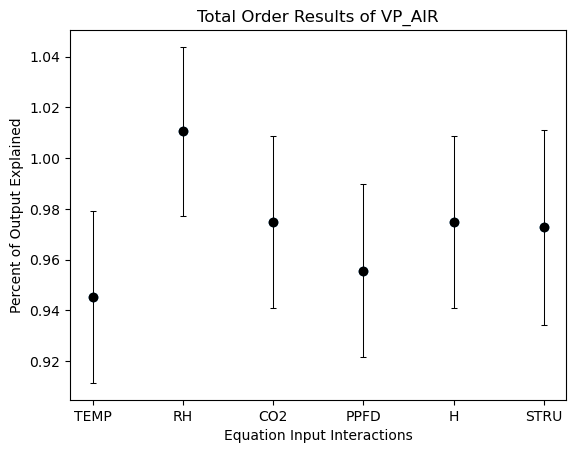 Total Order Results of VP_AIR
Percent of Output Explained
1.04
1.02
1.00
0.98
0.96
0.94
0.92
TEMP RH CO2 PPFD H STRU
Equation Input Interactions